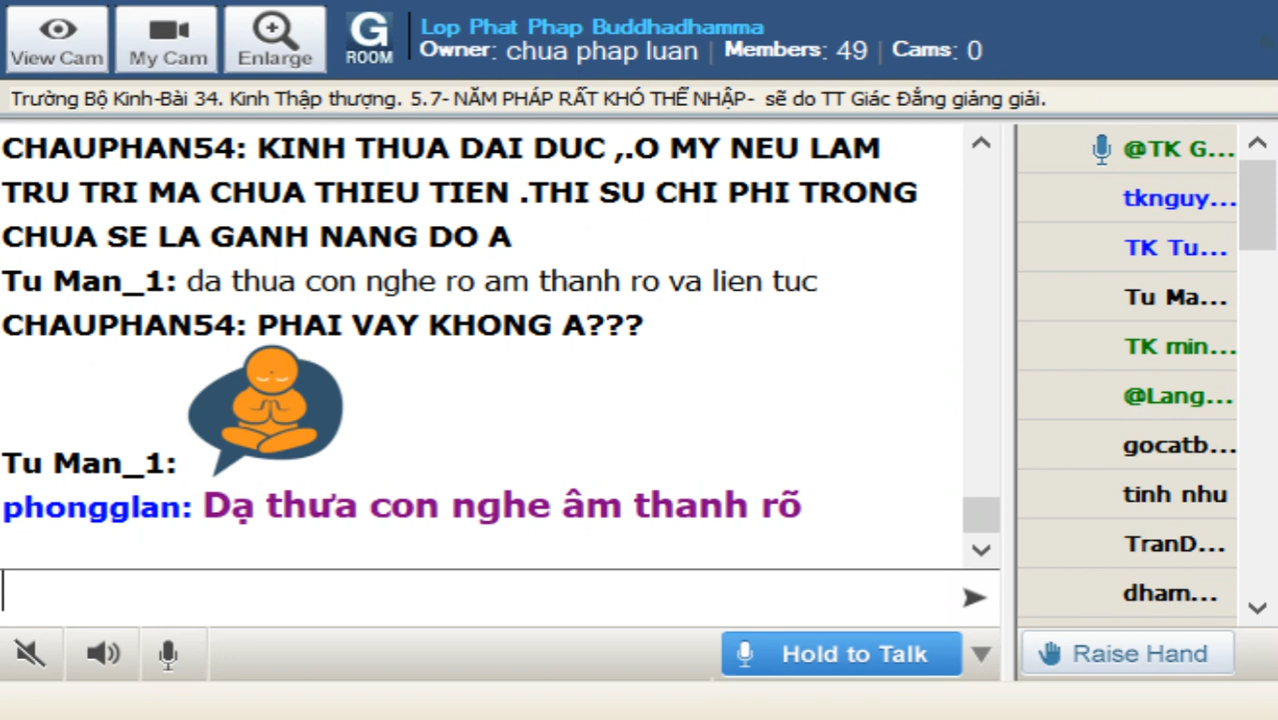 View Cam
My Cam
Enlarge
G
ROOM
Lop Phat Phap Buddhadhamma
Owner: chua phap luan | Members: 49 | Cams: 0
Trường Bộ Kinh-Bài 34. Kinh Thập thượng. 5.7- NĂM PHÁP RẤT KHÓ THỂ NHẬP- sẽ do TT Giác Đẳng giảng giải.
CHAUPHAN54: KINH THUA DAI DUC ,.O MY NEU LAM
TRU TRI MA CHUA THIEU TIEN .THI SU CHI PHI TRONG
CHUA SE LA GANH NANG DO A
Tu Man_1: da thua con nghe ro am thanh ro va lien tuc
CHAUPHAN54: PHAI VAY KHONG A???
Tu Man_1:
phongglan: Dạ thưa con nghe âm thanh rõ
@TK G...
tknguy...
TK Tu...
Tu Ma...
TK min...
@Lang...
gocatb...
tinh nhu
TranD...
dham...
Hold to Talk
Raise Hand